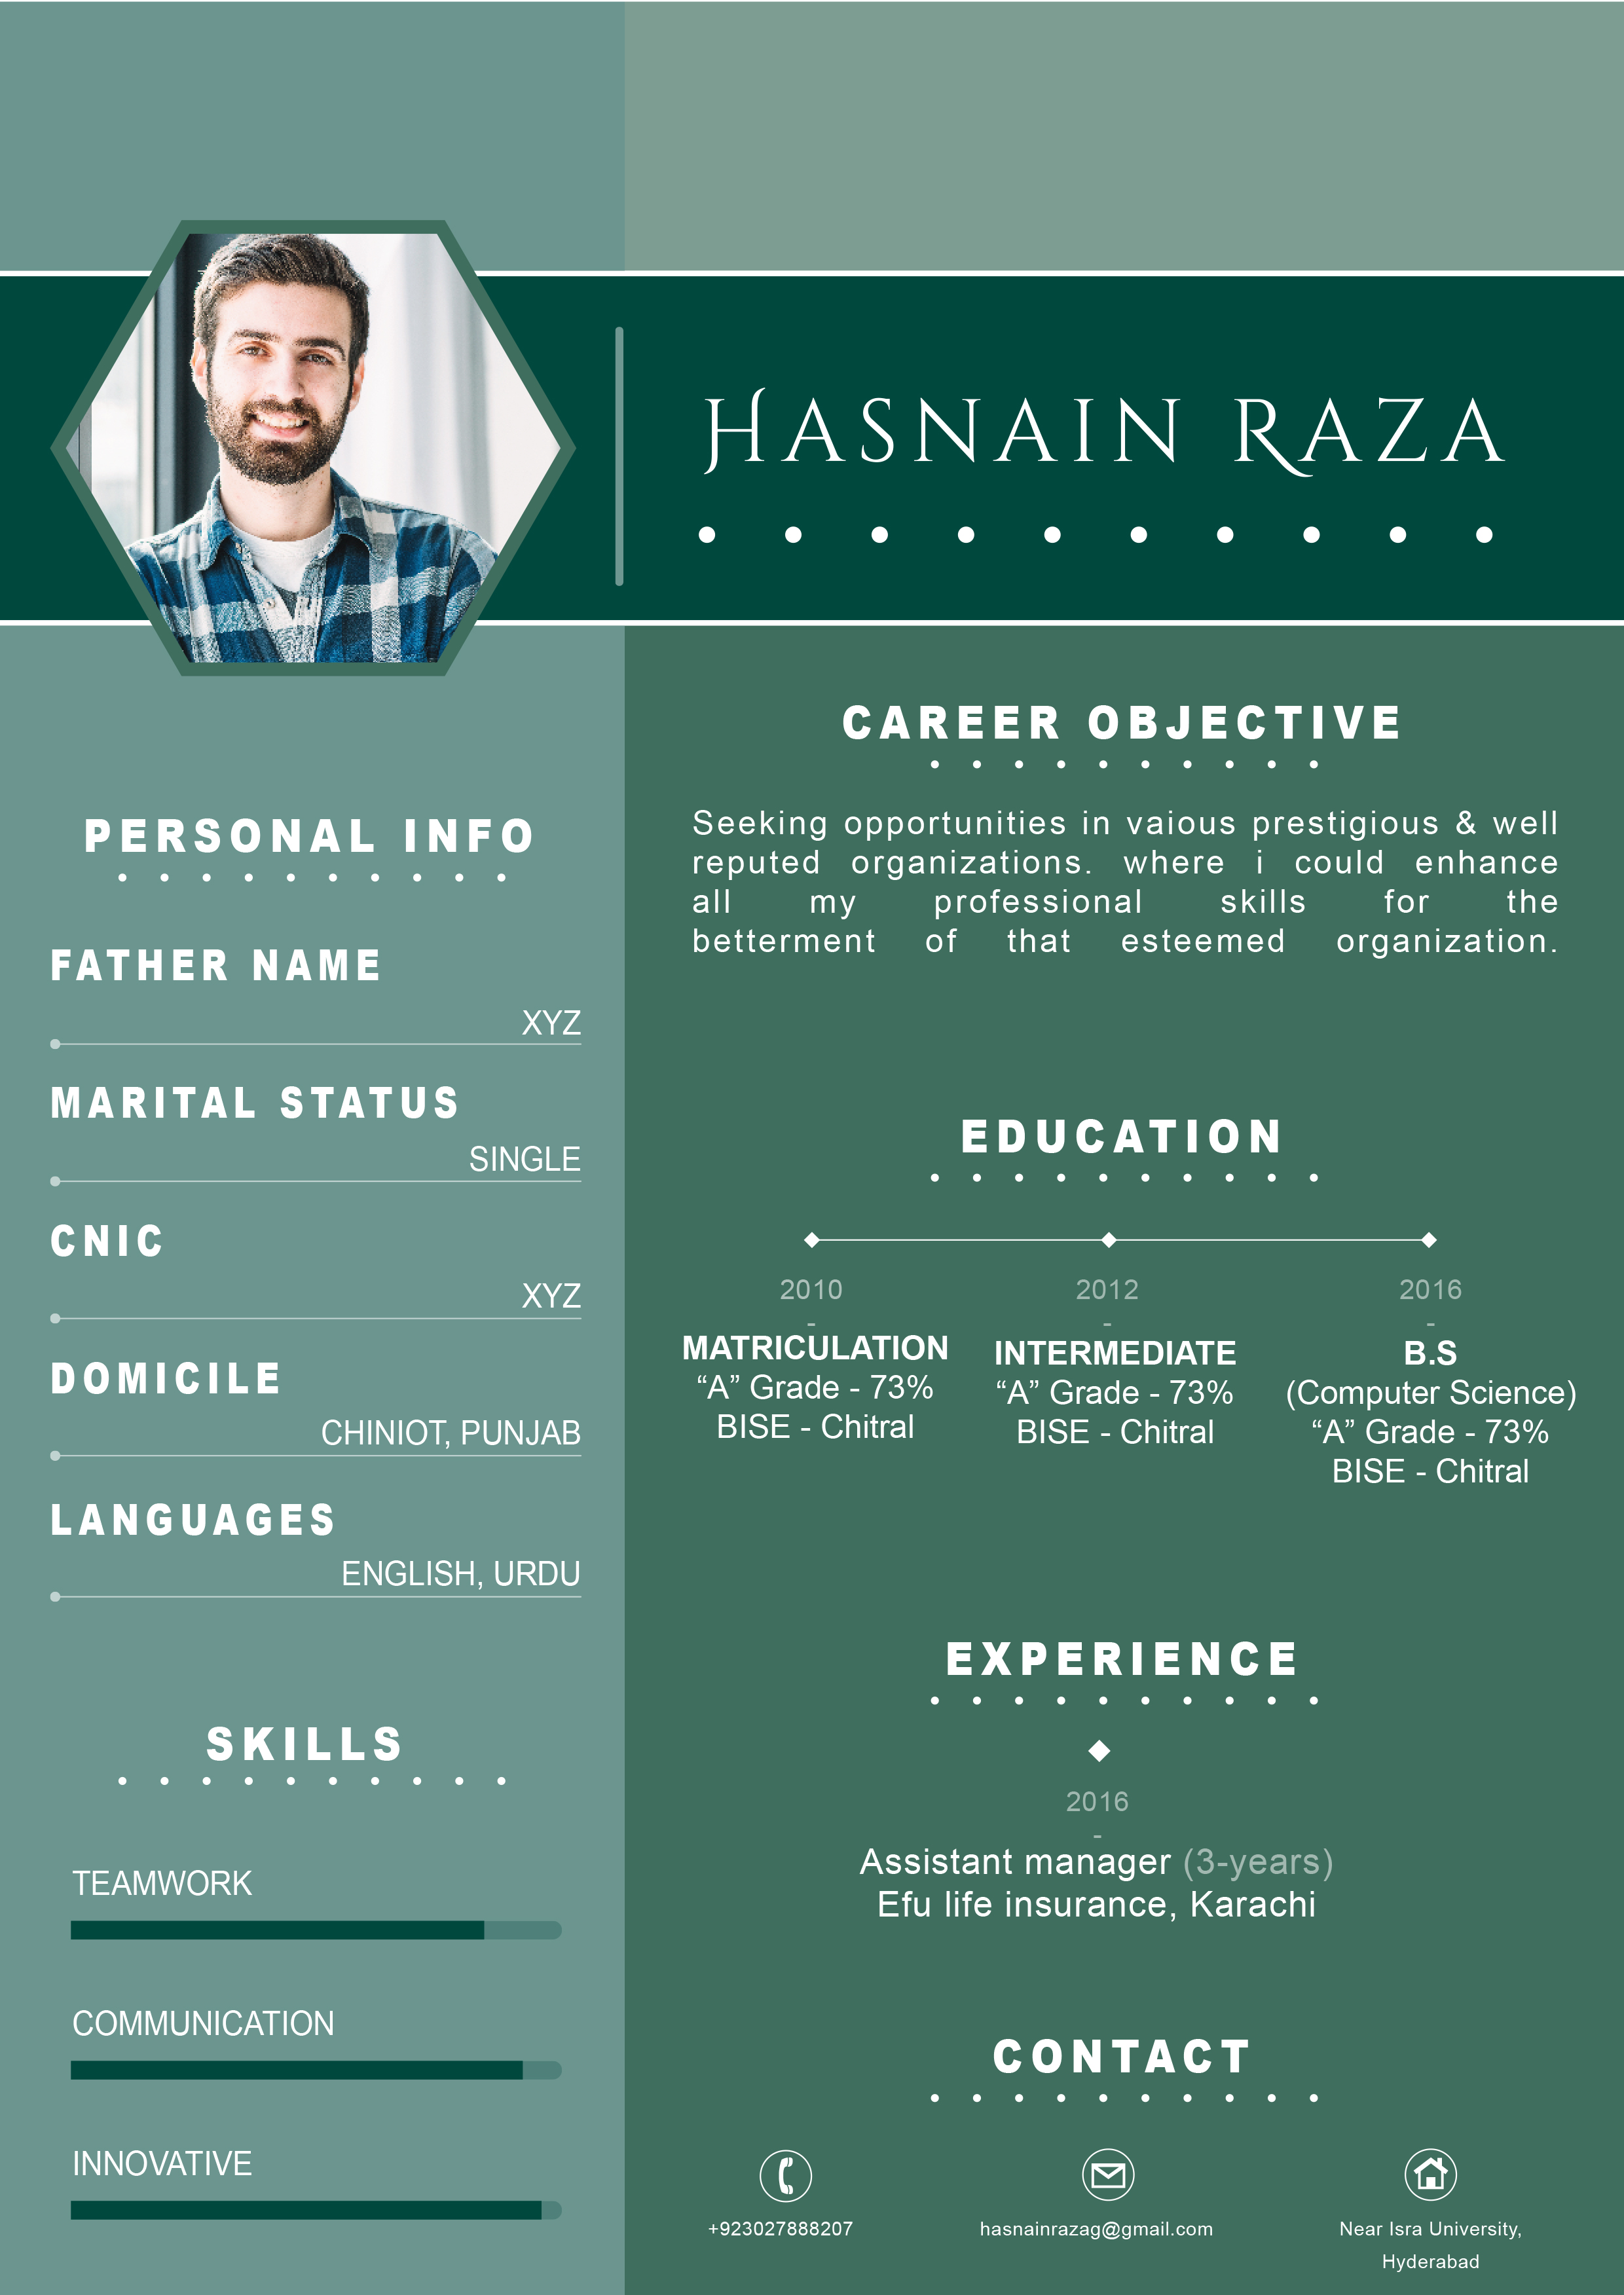 HASNAIN RAZA
PERSONAL INFO
FATHER NAME
XYZ
MARITAL STATUS
SINGLE
CNIC
XYZ
DOMICILE
CHINIOT, PUNJAB
LANGUAGES
ENGLISH, URDU
SKILLS
TEAMWORK
COMMUNICATION
INNOVATIVE
CAREER OBJECTIVE
Seeking opportunities in vaious prestigious & well
reputed organizations. where i could enhance
all my professional skills for the
betterment of that esteemed organization.
EDUCATION
2010
-
MATRICULATION
“A” Grade - 73%
BISE - Chitral
2012
-
INTERMEDIATE
“A” Grade - 73%
BISE - Chitral
2016
-
B.S
(Computer Science)
“A” Grade - 73%
BISE - Chitral
EXPERIENCE
2016
-
Assistant manager (3-years)
Efu life insurance, Karachi
CONTACT
+923027888207
hasnainrazag@gmail.com
Near Isra University,
Hyderabad